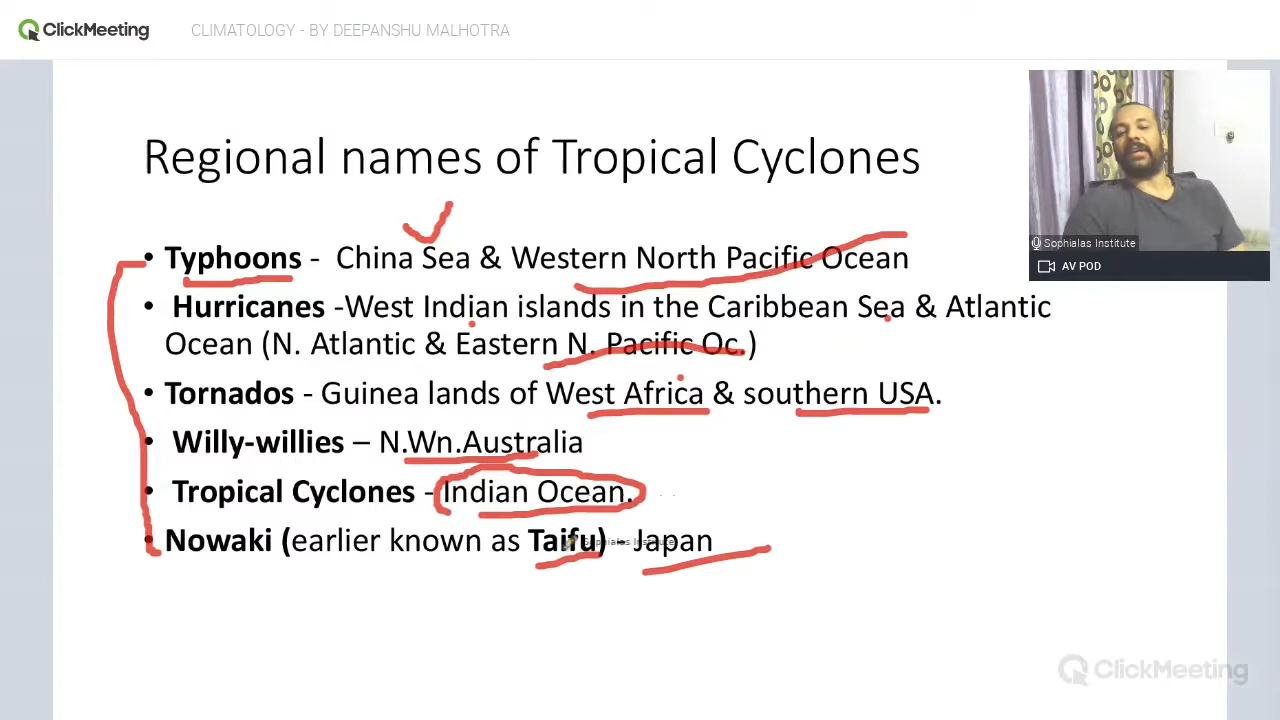 ClickMeeting
CLIMATOLOGY - BY DEEPANSHU MALHOTRA
Regional names of Tropical Cyclones
• Typhoons - China Sea & Western North Pacific Ocean
• Hurricanes -West Indian islands in the Caribbean Sea & Atlantic
Ocean (N. Atlantic & Eastern N. Pacific Oc.)
• Tornados - Guinea lands of West Africa & southern USA.
• Willy-willies – N.Wn.Australia
• Tropical Cyclones - Indian Ocean.
• Nowaki (earlier known as Taifu) - Japan
Sophialas Institute
Sophialas Institute
AV POD
ClickMeeting